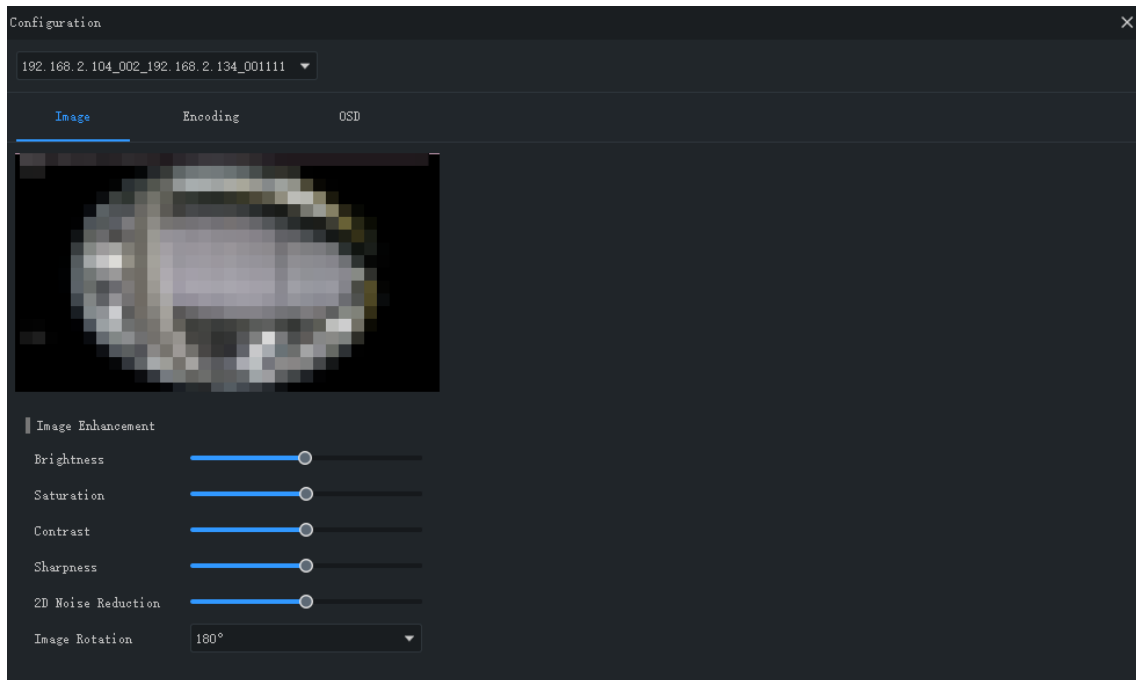 Configuration
192.168.2.104_002_192.168.2.134_001111
Image Encoding OSD
Image Enhancement
Brightness
Saturation
Contrast
Sharpness
2D Noise Reduction
Image Rotation 180°